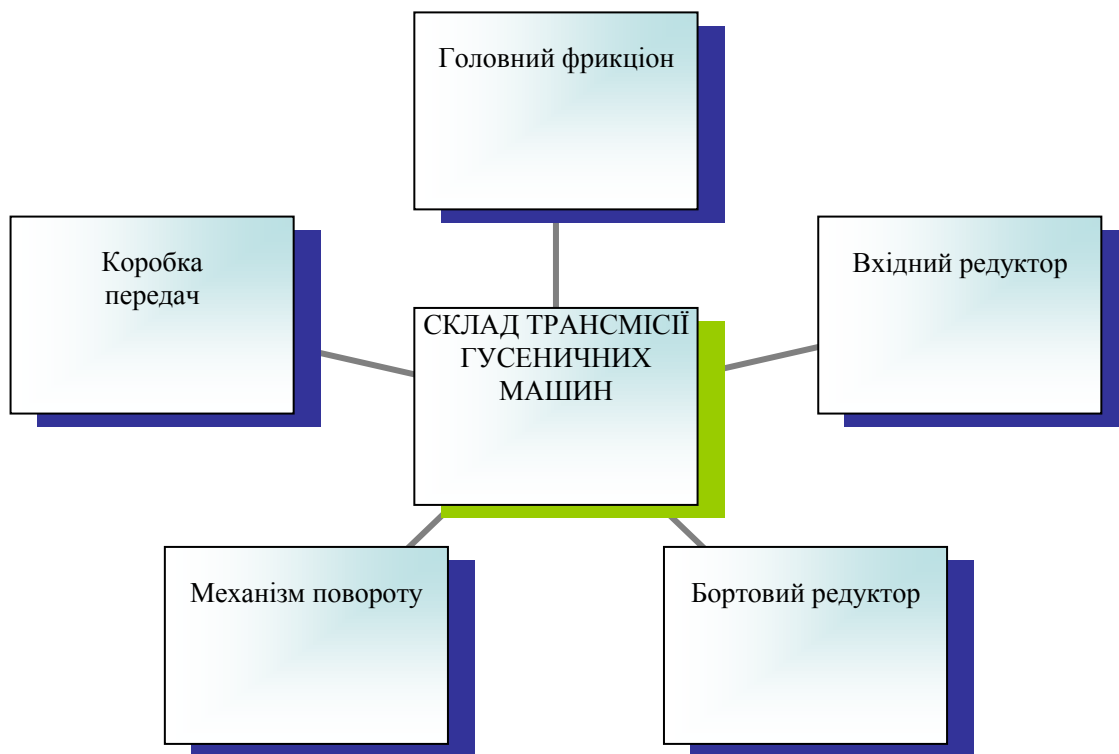 Головний фрикціон
Коробка
передач
Вхідний редуктор
СКЛАД ТРАНСМІСІЇ
ГУСЕНИЧНИХ
МАШИН
Механізм повороту
Бортовий редуктор